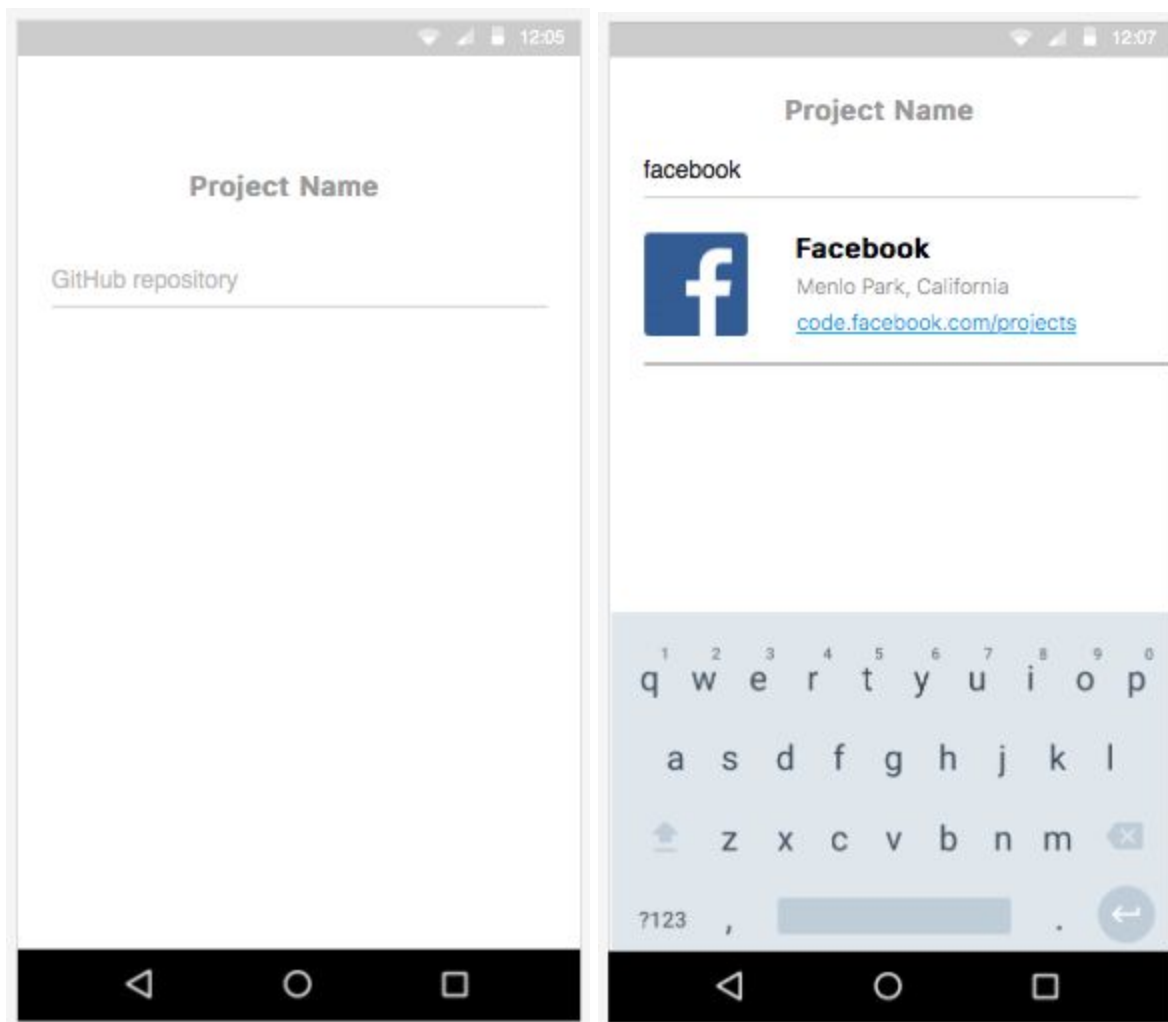 12:05
Project Name
GitHub repository
12:07
Project Name
facebook
f
Facebook
Menlo Park, California
code.facebook.com/projects
1 2 3 4 5 6 7 8 9 0
q w e r t y u i o p
a s d f g h j k l
z x c v b n m
?123 , .